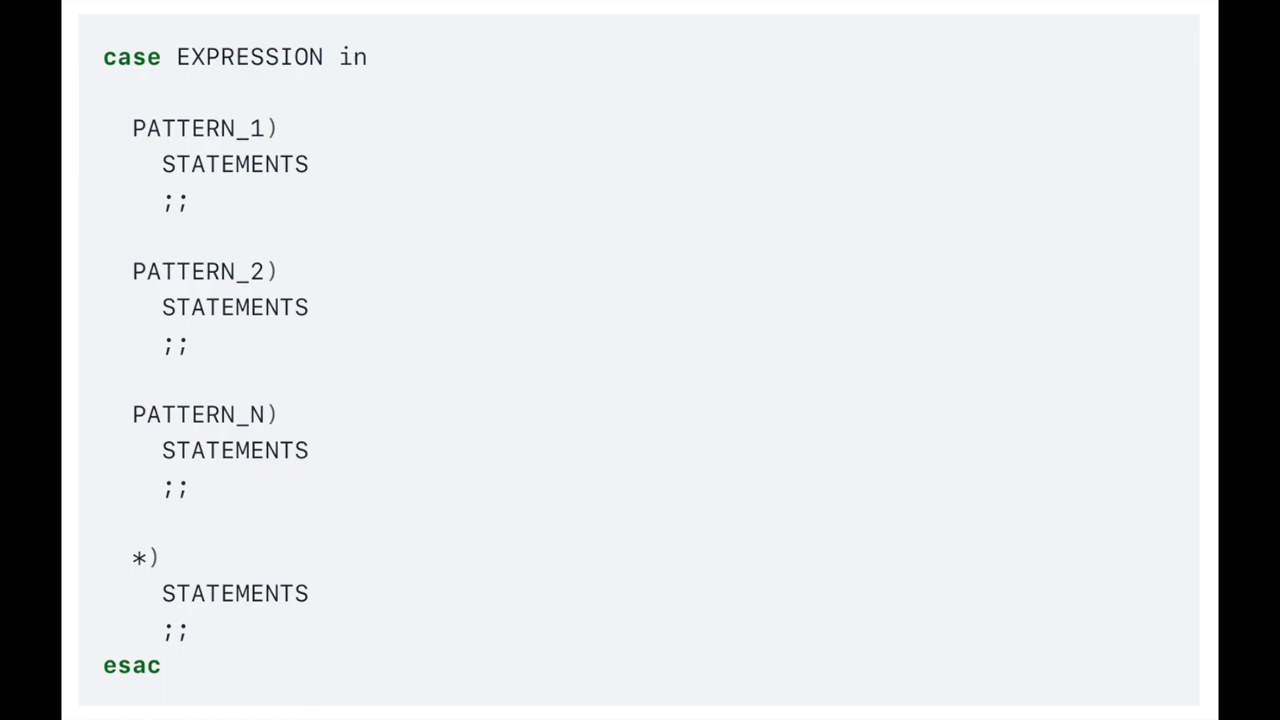 case EXPRESSION in
PATTERN_1)
STATEMENTS
;;
PATTERN_2)
STATEMENTS
;;
PATTERN_N)
STATEMENTS
;;
*)
STATEMENTS
;;
esac